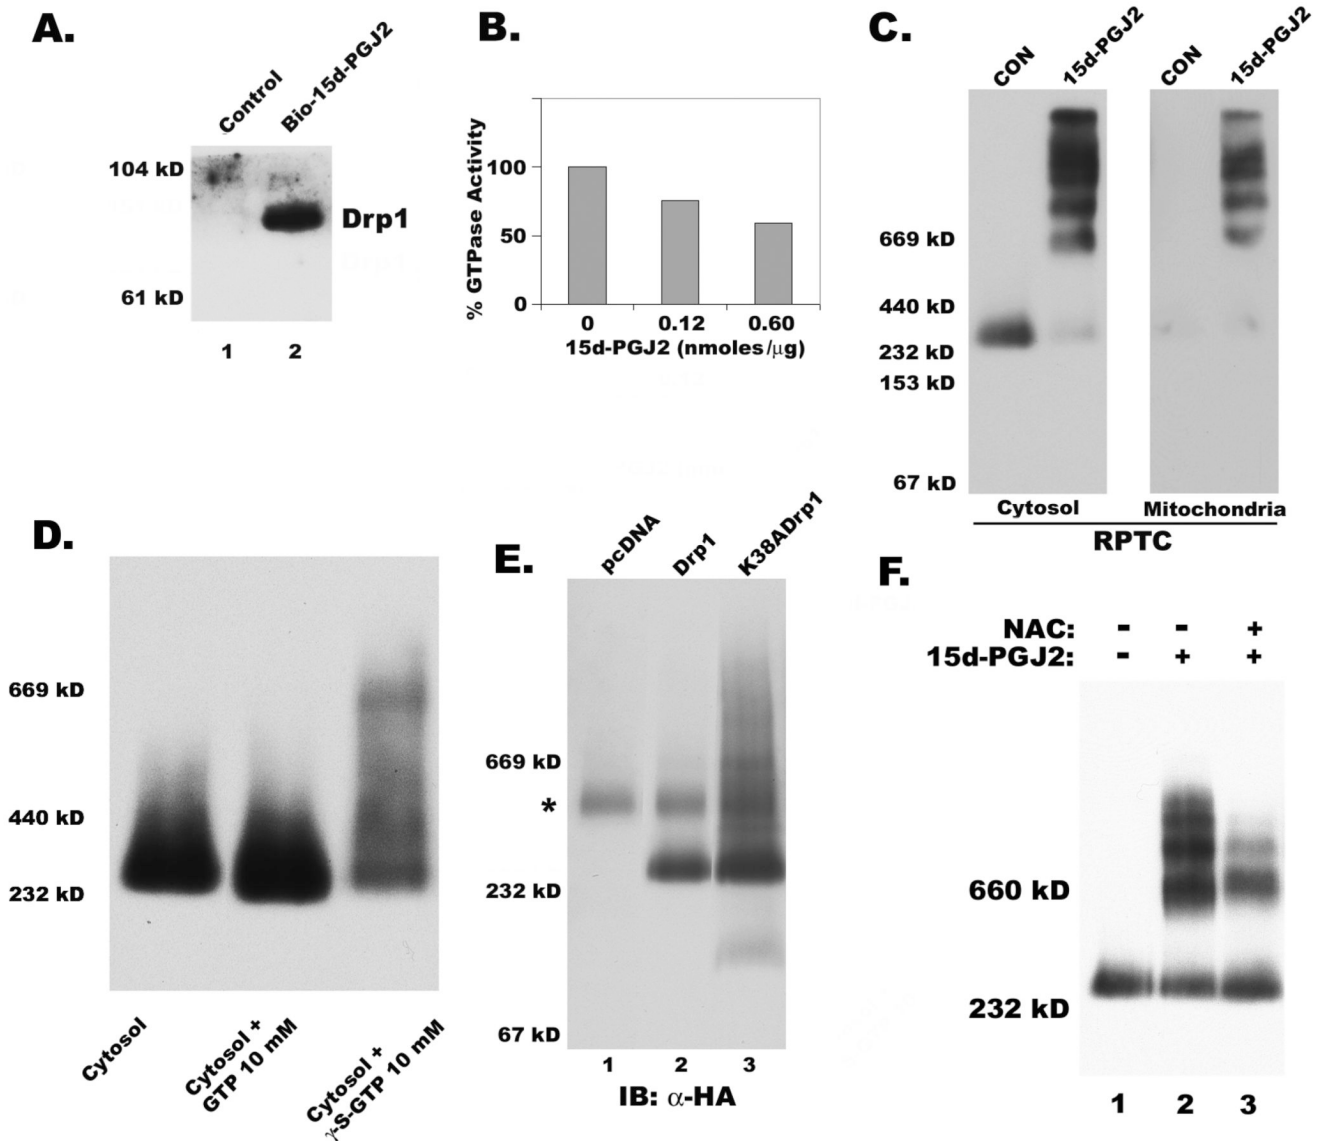 A.
Control
Bio-15d-PGJ2
104 kD
Drp1
61 kD
1 2
B.
% GTPase Activity
100
50
0
0 0.12 0.60
15d-PGJ2 (nmoles/μg)
C.
CON
15d-PGJ2
CON
15d-PGJ2
669 kD
440 kD
232 kD
153 kD
67 kD
Cytosol Mitochondria
RPTC
D.
669 kD
440 kD
232 kD
Cytosol
Cytosol +
GTP 10 mM
Cytosol +
γ-S-GTP 10 mM
E.
pcDNA
Drp1
K38ADrp1
669 kD
*
232 kD
67 kD
1 2 3
IB: α-HA
F.
NAC: - - +
15d-PGJ2: - + +
660 kD
232 kD
1 2 3